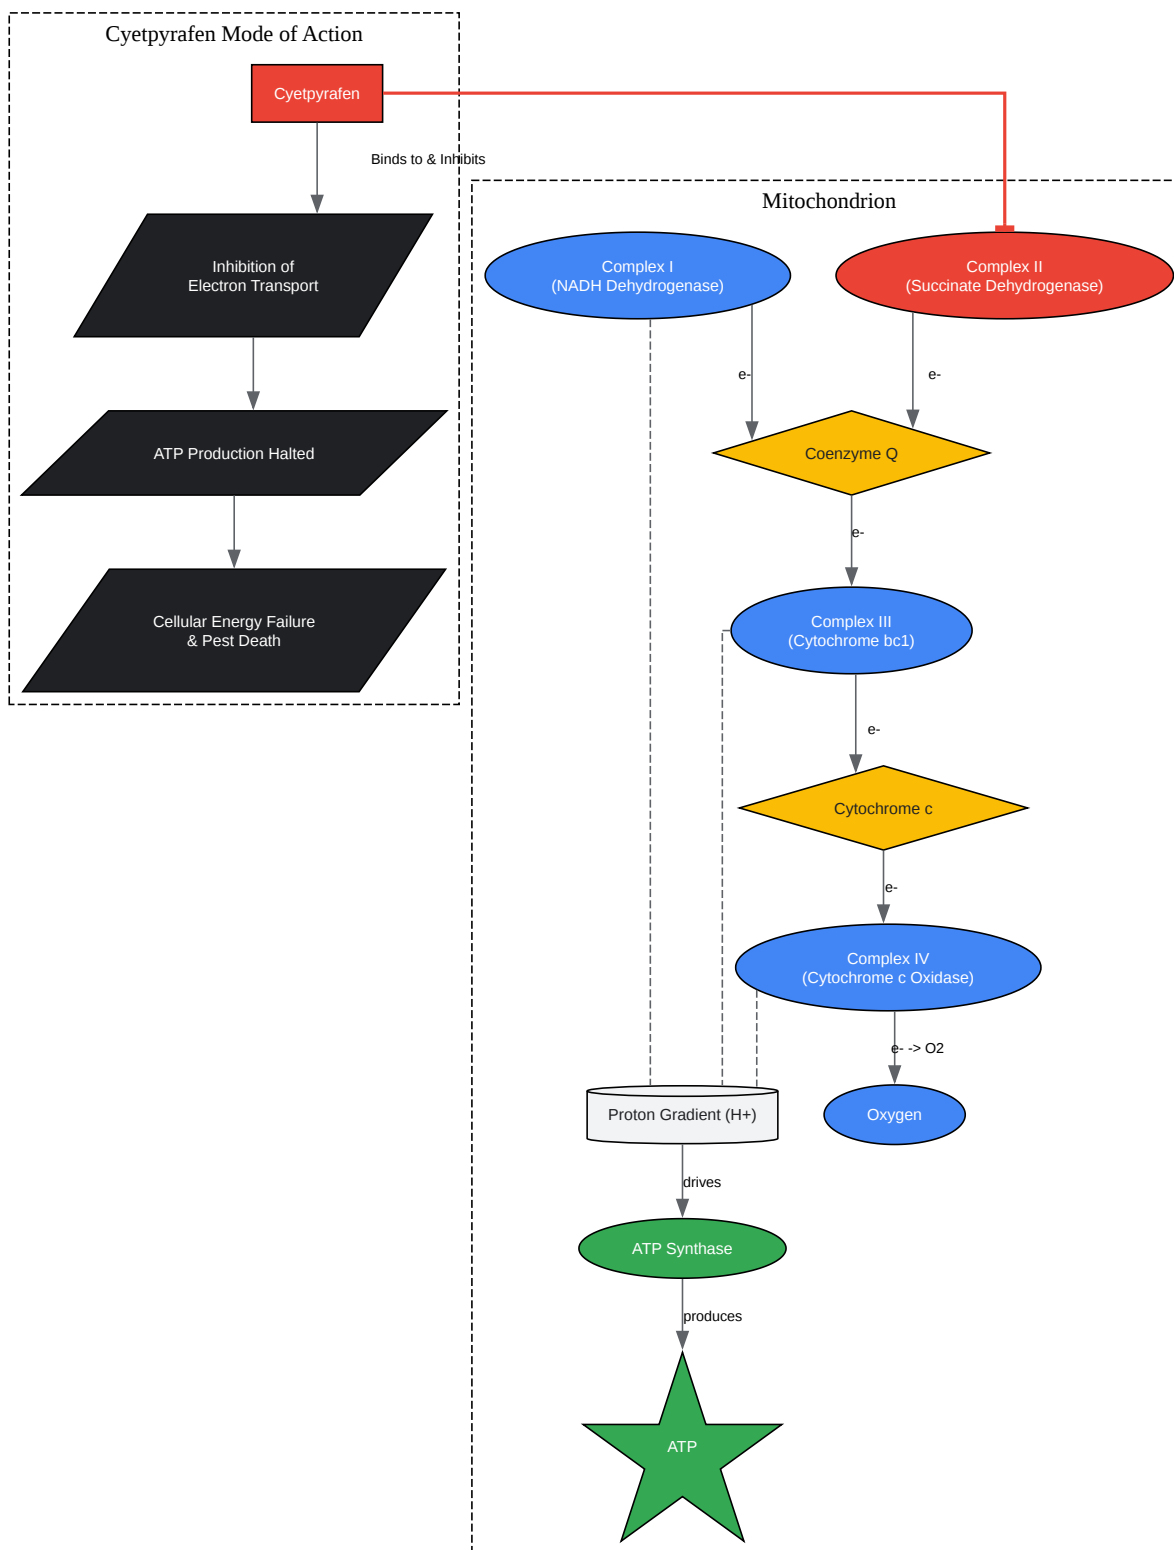 Cyetpyrafen Mode of Action
Cyetpyrafen
Binds to & Inhibits
Inhibition of
Electron Transport
ATP Production Halted
Cellular Energy Failure
& Pest Death
Mitochondrion
Complex I
(NADH Dehydrogenase)
Complex II
(Succinate Dehydrogenase)
e-
e-
Coenzyme Q
e-
Complex III
(Cytochrome bc1)
e-
Cytochrome c
e-
Complex IV
(Cytochrome c Oxidase)
e- -> O2
Proton Gradient (H+)
Oxygen
drives
ATP Synthase
produces
ATP